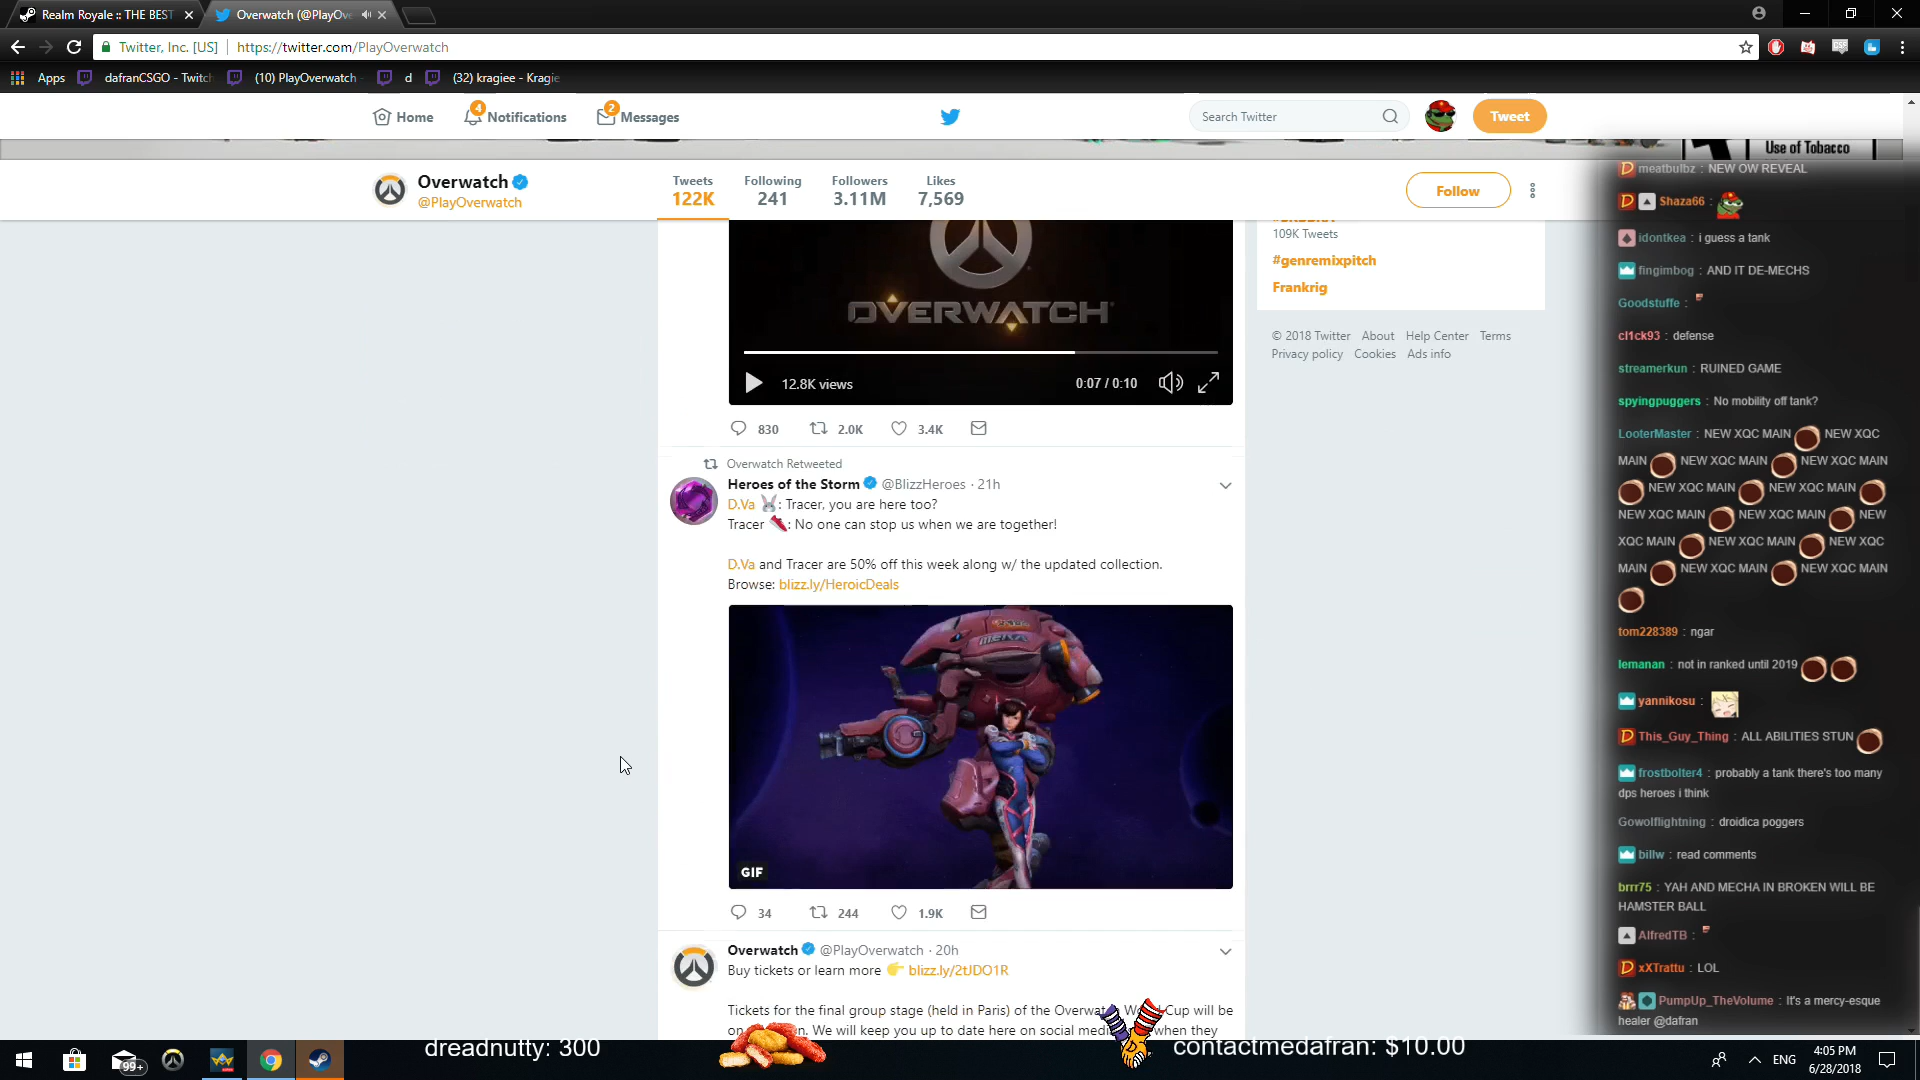 Realm Royale :: THE BEST
Overwatch (@PlayOv
Twitter, Inc. [US]
https://twitter.com/PlayOverwatch
Apps
dafranCSGO - Twitch
(10) PlayOverwatch
d
(32) kragiee - Kragie
Home
4
Notifications
2
Messages
Search Twitter
Tweet
Use of Tobacco
Overwatch
@PlayOverwatch
Tweets
122K
Following
241
Followers
3.11M
Likes
7,569
Follow
109K Tweets
#genremixpitch
Frankrig
© 2018 Twitter About Help Center Terms
Privacy policy Cookies Ads info
OVERWATCH
12.8K views
0:07 / 0:10
830 2.0K 3.4K
Overwatch Retweeted
Heroes of the Storm @BlizzHeroes · 21h
D.Va : Tracer, you are here too?
Tracer : No one can stop us when we are together!
D.Va and Tracer are 50% off this week along w/ the updated collection.
Browse: blizz.ly/HeroicDeals
MEKA
GIF
34 244 1.9K
Overwatch @PlayOverwatch · 20h
Buy tickets or learn more blizz.ly/2tJDO1R
Tickets for the final group stage (held in Paris) of the Overwatch World Cup will be
We will keep you up to date here on social when they
meatbulbz : NEW OW REVEAL
Shaza66 :
idontkea : i guess a tank
fingimbog : AND IT DE-MECHS
Goodstuffe :
cl1ck93 : defense
streamerkun : RUINED GAME
spyingpuggers : No mobility off tank?
LooterMaster : NEW XQC MAIN NEW XQC
MAIN NEW XQC MAIN NEW XQC MAIN
NEW XQC MAIN NEW XQC MAIN
NEW XQC MAIN NEW XQC MAIN NEW
XQC MAIN NEW XQC MAIN NEW XQC
MAIN NEW XQC MAIN NEW XQC MAIN
tom228389 : ngar
lemanan : not in ranked until 2019
yannikosu :
This_Guy_Thing : ALL ABILITIES STUN
frostbolter4 : probably a tank there's too many
dps heroes i think
Gowolflightning : droidica poggers
billw : read comments
brrr75 : YAH AND MECHA IN BROKEN WILL BE
HAMSTER BALL
AlfredTB :
xXTrattu : LOL
PumpUp_TheVolume : It's a mercy-esque
healer @dafran
dreadnutty: 300
contactmedafran: $10.00
99+
ENG
4:05 PM
6/28/2018